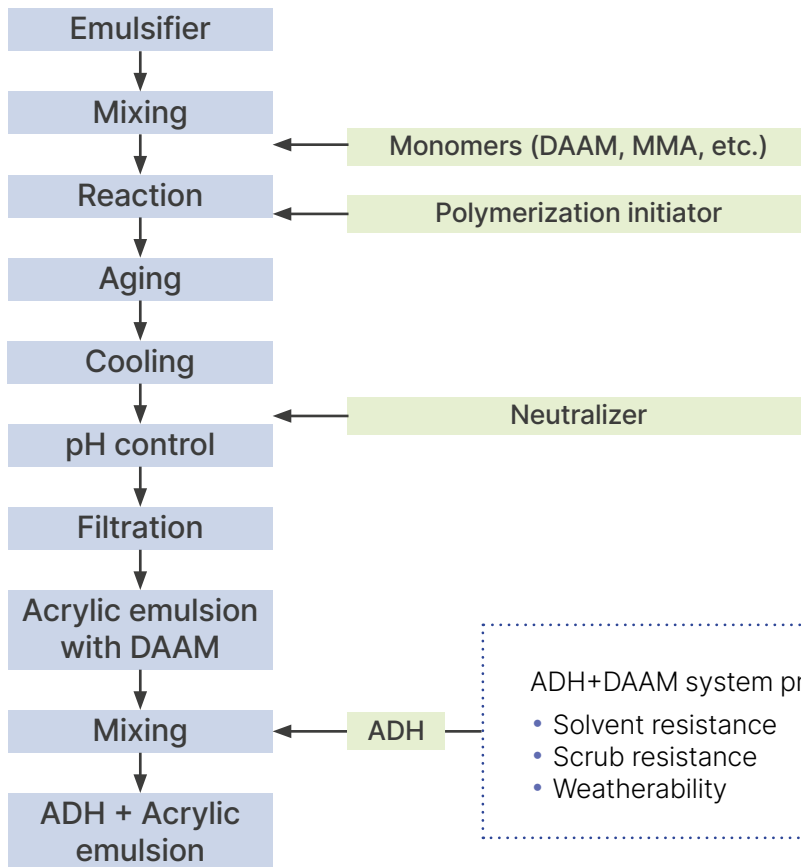 Emulsifier
Mixing
Monomers (DAAM, MMA, etc.)
Reaction
Polymerization initiator
Aging
Cooling
Neutralizer
pH control
Filtration
Acrylic emulsion
with DAAM
ADH+DAAM system
• Solvent resistance
Mixing
ADH
• Scrub resistance
• Weatherability
ADH + Acrylic
emulsion